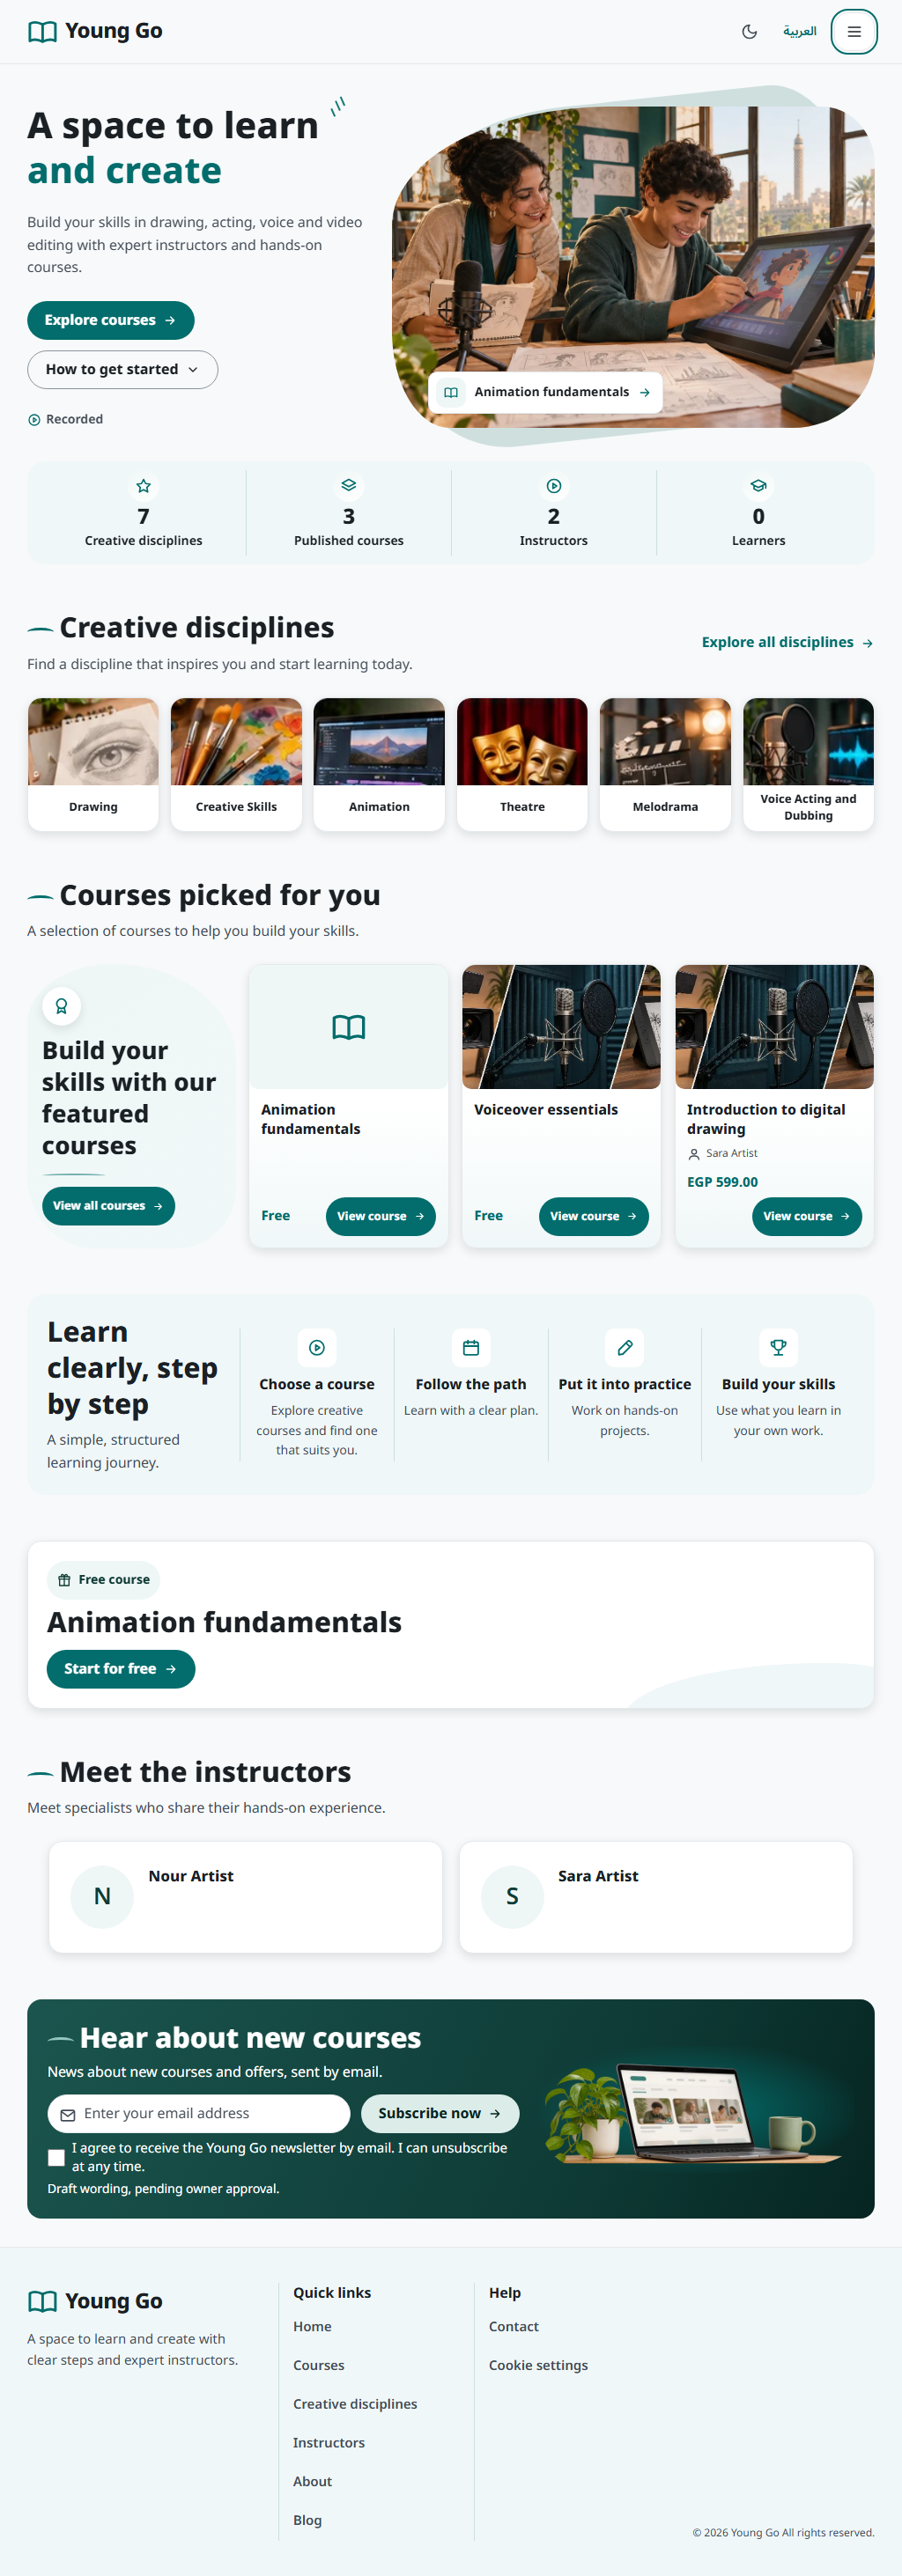 Young Go
العربية
A space to learn
and create
Build your skills in drawing, acting, voice and video
editing with expert instructors and hands-on
courses.
Explore courses
How to get started
Recorded
Animation fundamentals
7
Creative disciplines
3
Published courses
2
Instructors
0
Learners
Creative disciplines
Find a discipline that inspires you and start learning today.
Explore all disciplines
Drawing
Creative Skills
Animation
Theatre
Melodrama
Voice Acting and
Dubbing
Courses picked for you
A selection of courses to help you build your skills.
Build your
skills with our
featured
courses
View all courses
Animation
fundamentals
Free
View course
Voiceover essentials
Free
View course
Introduction to digital
drawing
Sara Artist
EGP 599.00
View course
Learn
clearly, step
by step
A simple, structured
learning journey.
Choose a course
Explore creative
courses and find one
that suits you.
Follow the path
Learn with a clear plan.
Put it into practice
Work on hands-on
projects.
Build your skills
Use what you learn in
your own work.
Free course
Animation fundamentals
Start for free
Meet the instructors
Meet specialists who share their hands-on experience.
N
Nour Artist
S
Sara Artist
Hear about new courses
News about new courses and offers, sent by email.
Enter your email address
Subscribe now
I agree to receive the Young Go newsletter by email. I can unsubscribe
at any time.
Draft wording, pending owner approval.
Young Go
A space to learn and create with
clear steps and expert instructors.
Quick links
Home
Courses
Creative disciplines
Instructors
About
Blog
Help
Contact
Cookie settings
© 2026 Young Go All rights reserved.